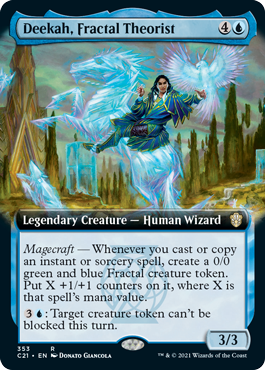 Deekah, Fractal Theorist 4
Legendary Creature — Human Wizard
Magecraft — Whenever you cast or copy
an instant or sorcery spell, create a 0/0
green and blue Fractal creature token.
Put X +1/+1 counters on it, where X is
that spell's mana value.
3 : Target creature token can't be
blocked this turn.
3/3
353 R
C21 • EN Donato Giancola
™ & © 2021 Wizards of the Coast